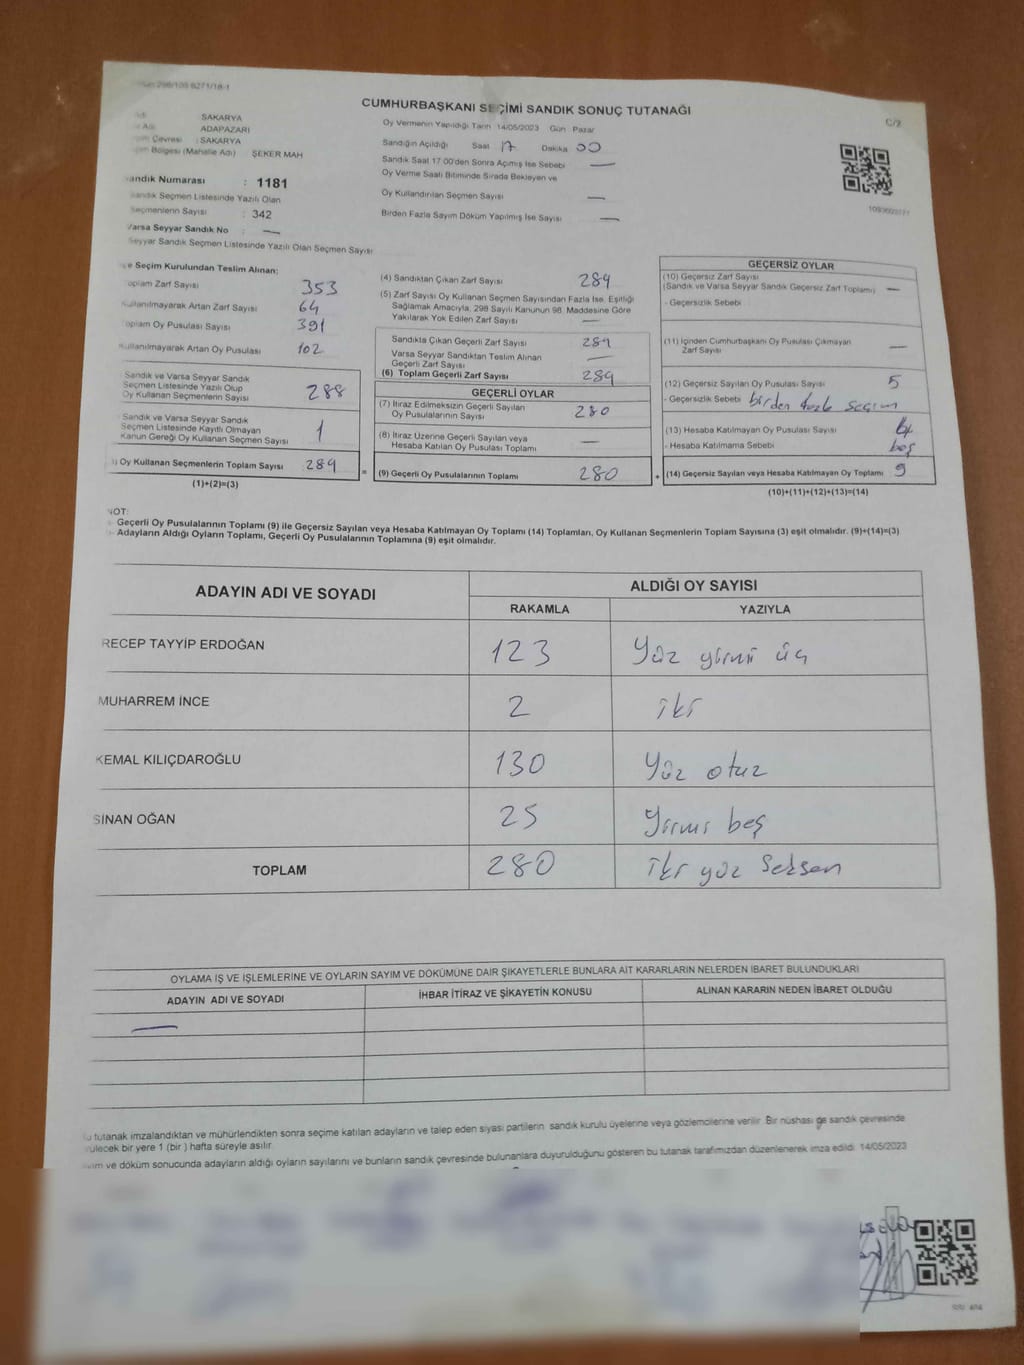 CUMHURBAŞKANI SEÇİMİ SANDIK SONUÇ TUTANAĞI
C/2
SAKARYA
ADAPAZARI
Çevresi : SAKARYA
Bölgesi (Mahalle Adı) ŞEKER MAH
Sandık Numarası : 1181
Sandık Seçmen Listesinde Yazılı Olan
Seçmenlerin Sayısı : 342
Varsa Seyyar Sandık No : —
Seyyar Sandık Seçmen Listesinde Yazılı Olan Seçmen Sayısı
Oy Vermenin Yapıldığı Tarih 14/05/2023 Gün Pazar
Sandığın Açıldığı Saat 17 Dakika 00
Sandık Saat 17:00'den Sonra Açımış İse Sebebi —
Oy Verme Saati Bitiminde Sırada Bekleyen ve
Oy Kullandırılan Seçmen Sayısı —
Birden Fazla Sayım Döküm Yapılmış İse Sayısı —
Seçim Kurulundan Teslim Alınan;
Toplam Zarf Sayısı 353
Kullanılmayarak Artan Zarf Sayısı 64
Toplam Oy Pusulası Sayısı 391
Kullanılmayarak Artan Oy Pusulası 102
Sandık ve Varsa Seyyar Sandık
Seçmen Listesinde Yazılı Olup
Oy Kullanan Seçmenlerin Sayısı 288
Sandık ve Varsa Seyyar Sandık
Seçmen Listesinde Kayıtlı Olmayan
Kanun Gereği Oy Kullanan Seçmen Sayısı 1
Oy Kullanan Seçmenlerin Toplam Sayısı 289
(1)+(2)=(3)
(4) Sandıktan Çıkan Zarf Sayısı 289
(5) Zarf Sayısı Oy Kullanan Seçmen Sayısından Fazla İse, Eşitliği
Sağlamak Amacıyla, 298 Sayılı Kanunun 98. Maddesine Göre
Yakılarak Yok Edilen Zarf Sayısı —
Sandıkta Çıkan Geçerli Zarf Sayısı 289
Varsa Seyyar Sandıktan Teslim Alınan
Geçerli Zarf Sayısı —
(6) Toplam Geçerli Zarf Sayısı 289
GEÇERLİ OYLAR
(7) İtiraz Edilmeksizin Geçerli Sayılan
Oy Pusulalarının Sayısı 280
(8) İtiraz Üzerine Geçerli Sayılan veya
Hesaba Katılan Oy Pusulası Toplamı —
= (9) Geçerli Oy Pusulalarının Toplamı 280
GEÇERSİZ OYLAR
(10) Geçersiz Zarf Sayısı
(Sandık ve Varsa Seyyar Sandık Geçersiz Zarf Toplamı) —
- Geçersizlik Sebebi
(11) İçinden Cumhurbaşkanı Oy Pusulası Çıkmayan
Zarf Sayısı —
(12) Geçersiz Sayılan Oy Pusulası Sayısı 5
- Geçersizlik Sebebi birden fazla seçim
(13) Hesaba Katılmayan Oy Pusulası Sayısı 4
- Hesaba Katılmama Sebebi boş
+ (14) Geçersiz Sayılan veya Hesaba Katılmayan Oy Toplamı 9
(10)+(11)+(12)+(13)=(14)
NOT:
- Geçerli Oy Pusulalarının Toplamı (9) ile Geçersiz Sayılan veya Hesaba Katılmayan Oy Toplamı (14) Toplamları, Oy Kullanan Seçmenlerin Toplam Sayısına (3) eşit olmalıdır. (9)+(14)=(3)
- Adayların Aldığı Oyların Toplamı, Geçerli Oy Pusulalarının Toplamına (9) eşit olmalıdır.
ADAYIN ADI VE SOYADI ALDIĞI OY SAYISI
RAKAMLA YAZIYLA
RECEP TAYYİP ERDOĞAN 123 Yüz yirmi üç
MUHARREM İNCE 2 iki
KEMAL KILIÇDAROĞLU 130 Yüz otuz
SİNAN OĞAN 25 Yirmi beş
TOPLAM 280 iki yüz seksen
OYLAMA İŞ VE İŞLEMLERİNE VE OYLARIN SAYIM VE DÖKÜMÜNE DAİR ŞİKAYETLERLE BUNLARA AİT KARARLARIN NELERDEN İBARET BULUNDUKLARI
ADAYIN ADI VE SOYADI İHBAR İTİRAZ VE ŞİKAYETİN KONUSU ALINAN KARARIN NEDEN İBARET OLDUĞU
—
tutanak imzalandıktan ve mühürlendikten sonra seçime katılan adayların ve talep eden siyasi partilerin sandık kurulu üyelerine veya gözlemcilerine verilir. Bir nüshası da sandık çevresinde
bir yere 1 (bir) hafta süreyle asılır.
ve döküm sonucunda adayların aldığı oyların sayılarını ve bunların sandık çevresinde bulunanlara duyurulduğunu gösteren bu tutanak tarafımızdan düzenlenerek imza edildi. 14/05/2023